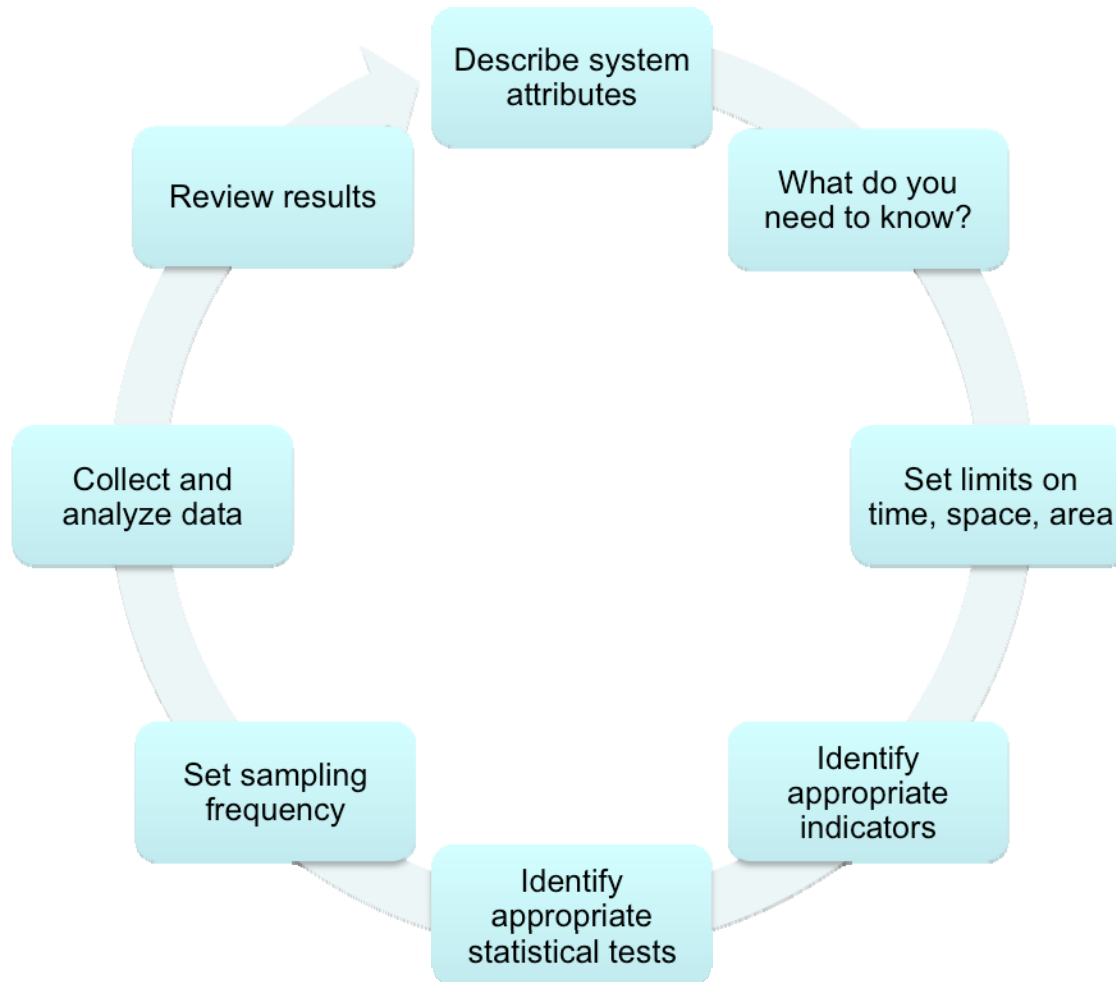 Describe system
attributes
What do you
need to know?
Set limits on
time, space, area
Identify
appropriate
indicators
Identify
appropriate
statistical tests
Set sampling
frequency
Collect and
analyze data
Review results